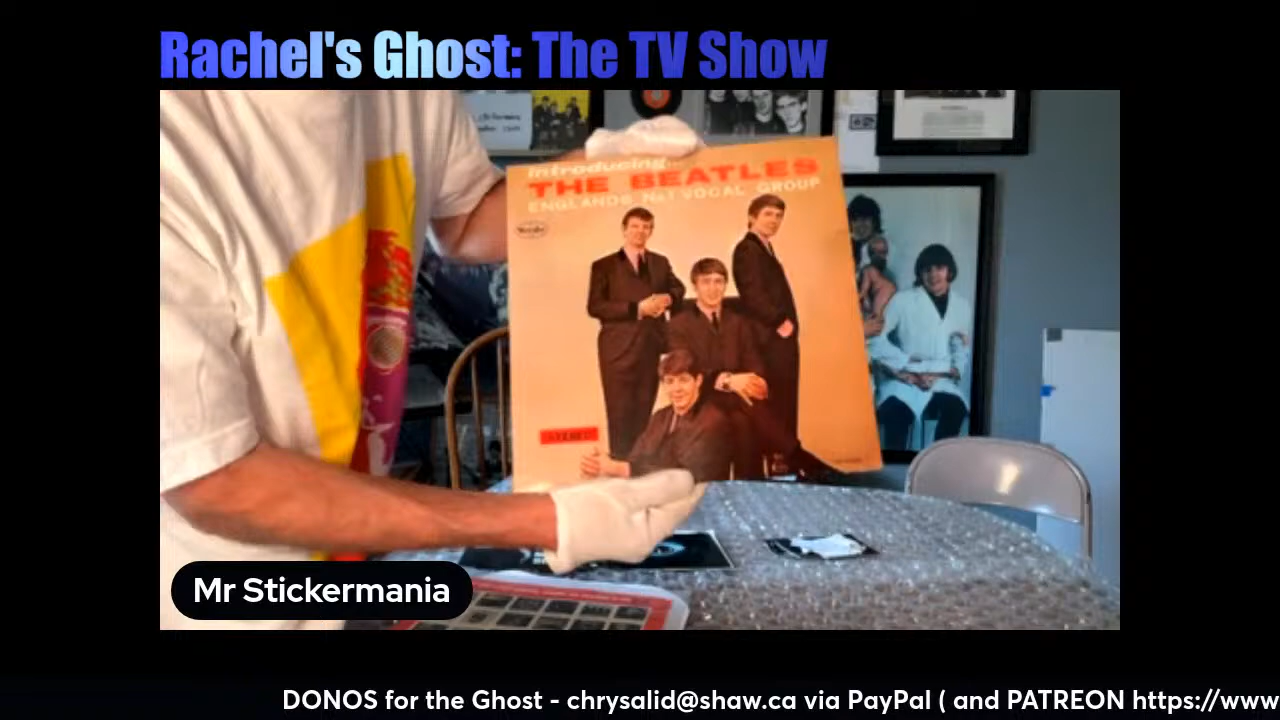 Rachel's Ghost: The TV Show
introducing...
THE BEATLES
ENGLANDS No.1 VOCAL GROUP
STEREO
Mr Stickermania
DONOS for the Ghost - chrysalid@shaw.ca via PayPal ( and PATREON https://www